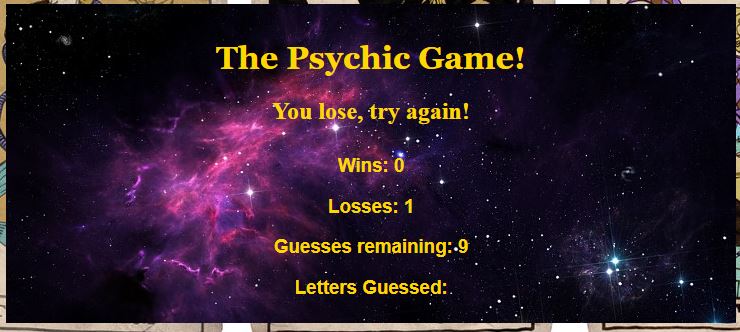 The Psychic Game!
You lose, try again!
Wins: 0
Losses: 1
Guesses remaining: 9
Letters Guessed: